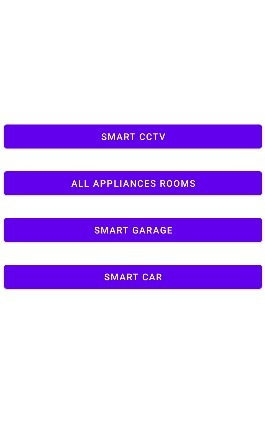 SMART CCTV
ALL APPLIANCES ROOMS
SMART GARAGE
SMART CAR